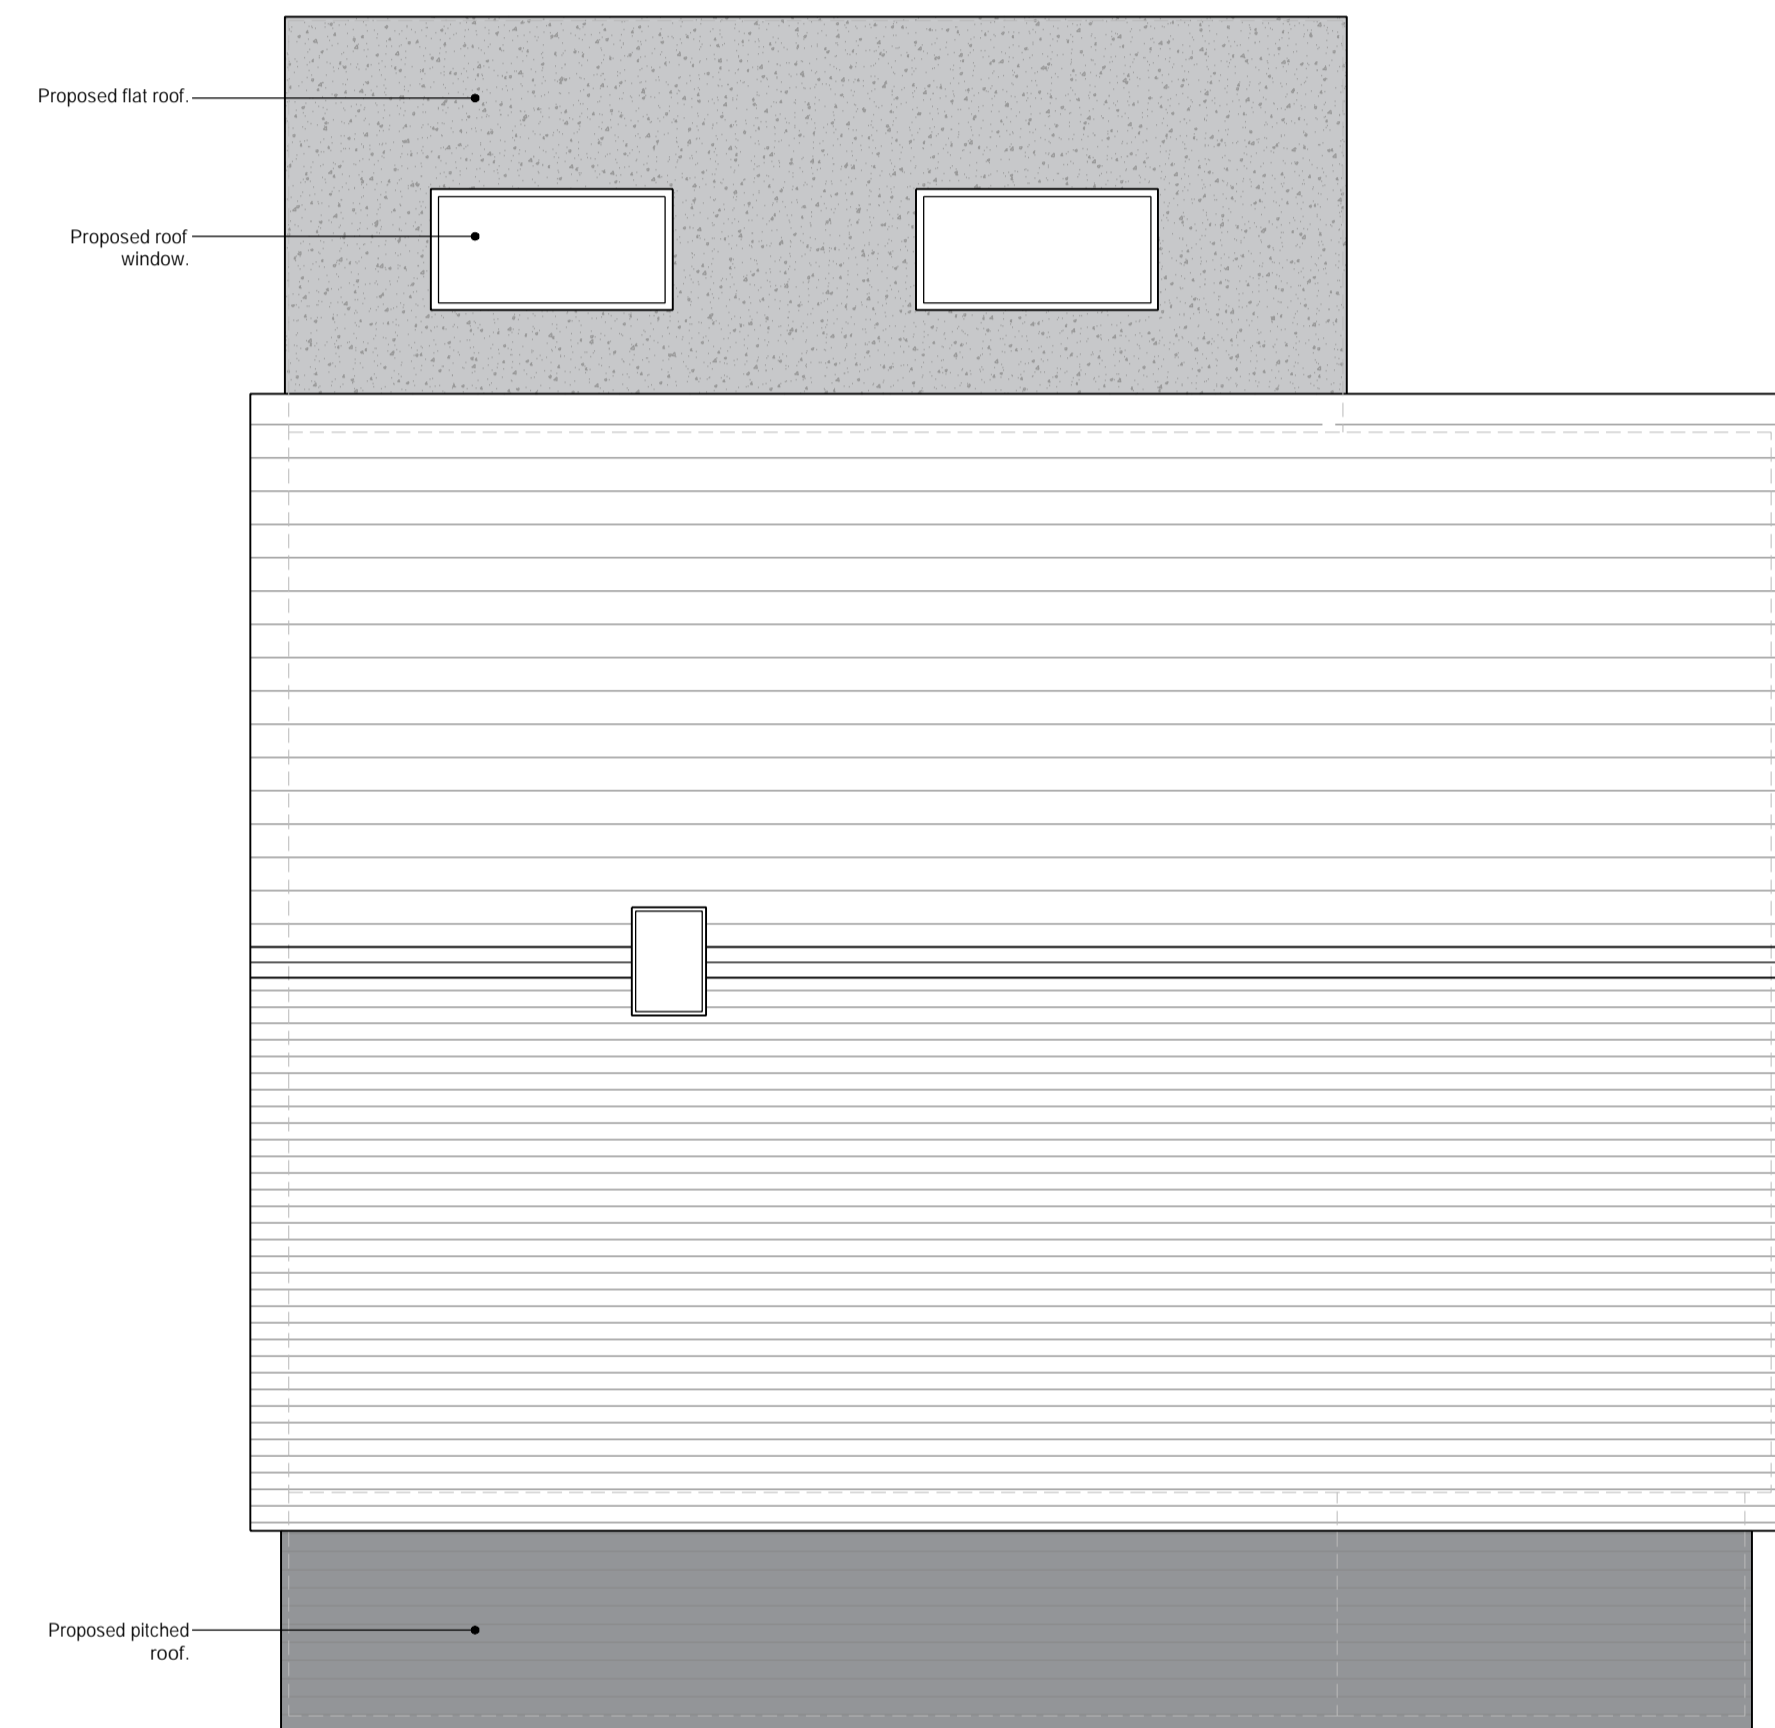 Proposed flat roof.
Proposed roof
window.
Proposed pitched
roof.